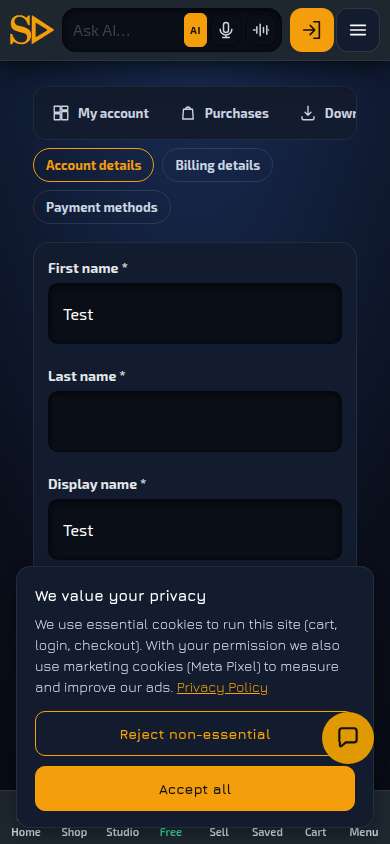 SD
Ask AI...
AI
My account
Purchases
Dow
Account details
Billing details
Payment methods
First name *
Test
Last name *
Display name *
Test
We value your privacy
We use essential cookies to run this site (cart,
login, checkout). With your permission we also
use marketing cookies (Meta Pixel) to measure
and improve our ads. Privacy Policy
Reject non-essential
Accept all
Home
Shop
Studio
Free
Sell
Saved
Cart
Menu